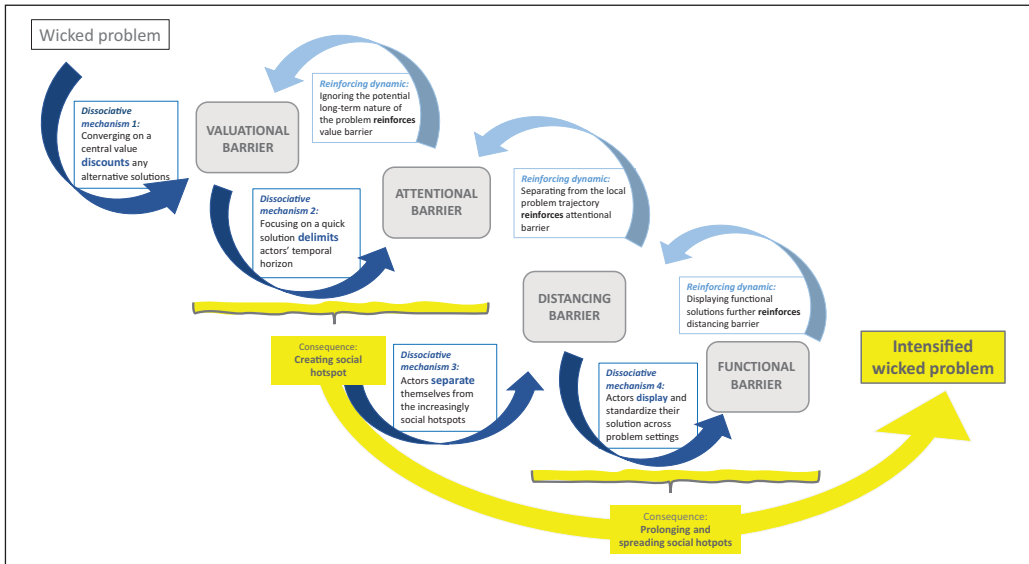 Wicked problem
Dissociative
mechanism 1:
Converging on a
central value
discounts any
alternative solutions
VALUATIONAL
BARRIER
Reinforcing dynamic:
Ignoring the potential
long-term nature of
the problem reinforces
value barrier
Dissociative
mechanism 2:
Focusing on a quick
solution delimits
actors' temporal
horizon
ATTENTIONAL
BARRIER
Reinforcing dynamic:
Separating from the local
problem trajectory
reinforces attentional
barrier
Consequence:
Creating social
hotspot
Dissociative
mechanism 3:
Actors separate
themselves from
the increasingly
social hotspots
DISTANCING
BARRIER
Reinforcing dynamic:
Displaying functional
solutions further reinforces
distancing barrier
Dissociative
mechanism 4:
Actors display and
standardize their
solution across
problem settings
FUNCTIONAL
BARRIER
Consequence:
Prolonging and
spreading social hotpots
Intensified
wicked problem